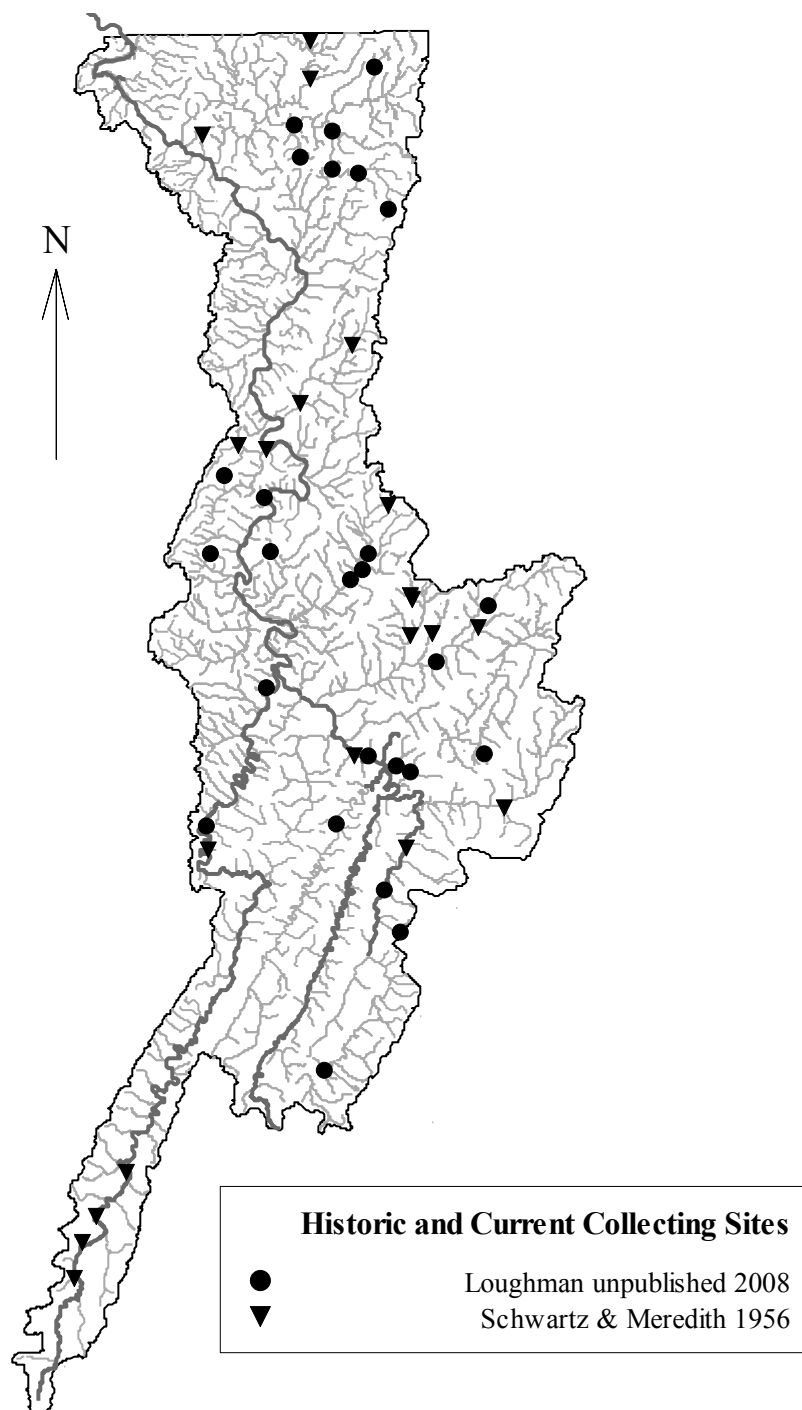 N
Historic and Current Collecting Sites
Loughman unpublished 2008
Schwartz & Meredith 1956